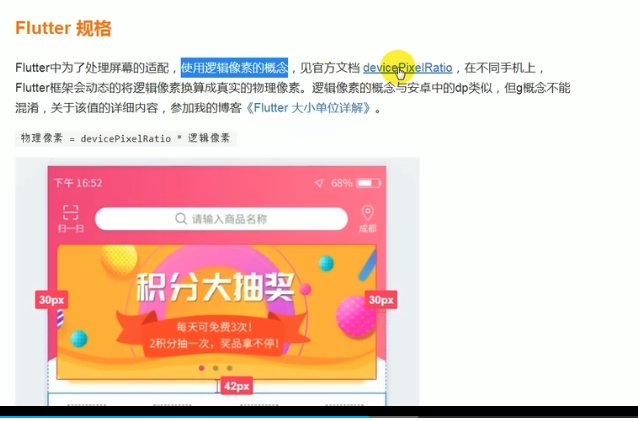 Flutter 规格
Flutter中为了处理屏幕的适配，使用逻辑像素的概念，见官方文档 devicePixelRatio，在不同手机上，
Flutter框架会动态的将逻辑像素换算成真实的物理像素。逻辑像素的概念与安卓中的dp类似，但g概念不能
混淆，关于该值的详细内容，参加我的博客《Flutter 大小单位详解》。
物理像素 = devicePixelRatio * 逻辑像素
下午 16:52
68%
扫一扫
请输入商品名称
成都
积分大抽奖
30px
30px
每天可免费3次！
2积分抽一次，奖品拿不停！
42px